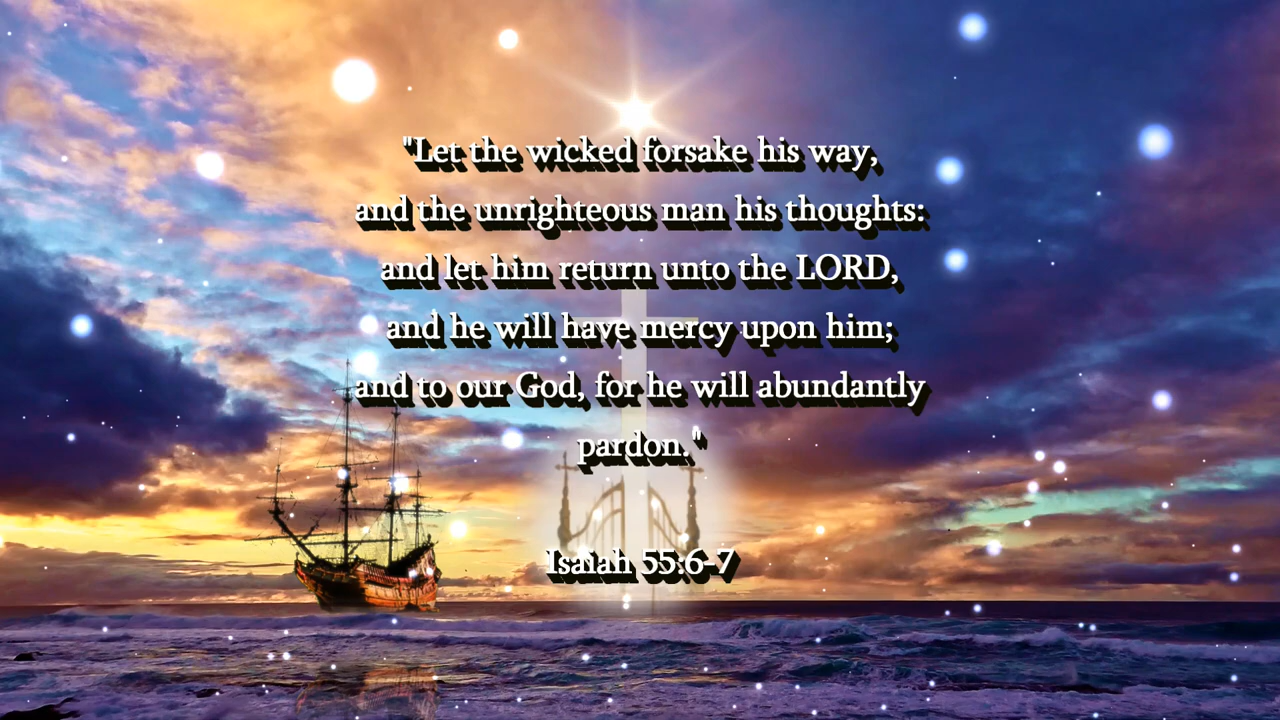 "Let the wicked forsake his way,
and the unrighteous man his thoughts:
and let him return unto the LORD,
and he will have mercy upon him;
and to our God, for he will abundantly
pardon."
Isaiah 55:6-7